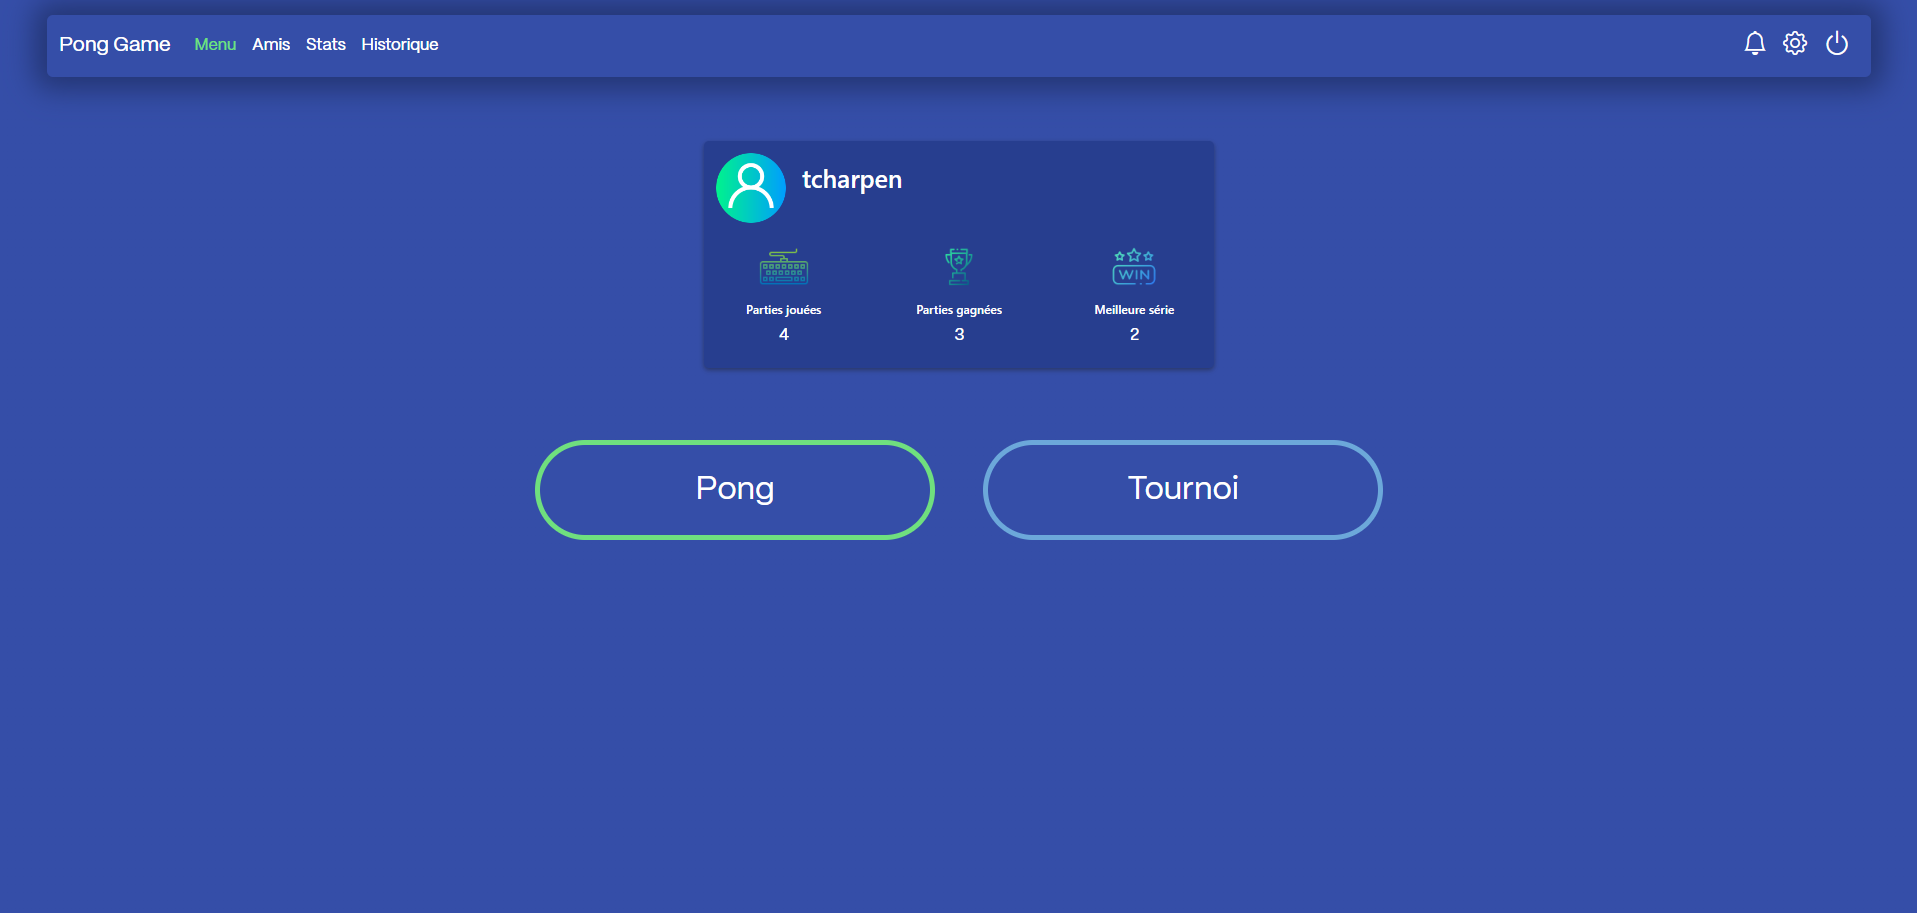 Pong Game Menu Amis Stats Historique
tcharpen
WIN
Parties jouées Parties gagnées Meilleure série
4 3 2
Pong Tournoi